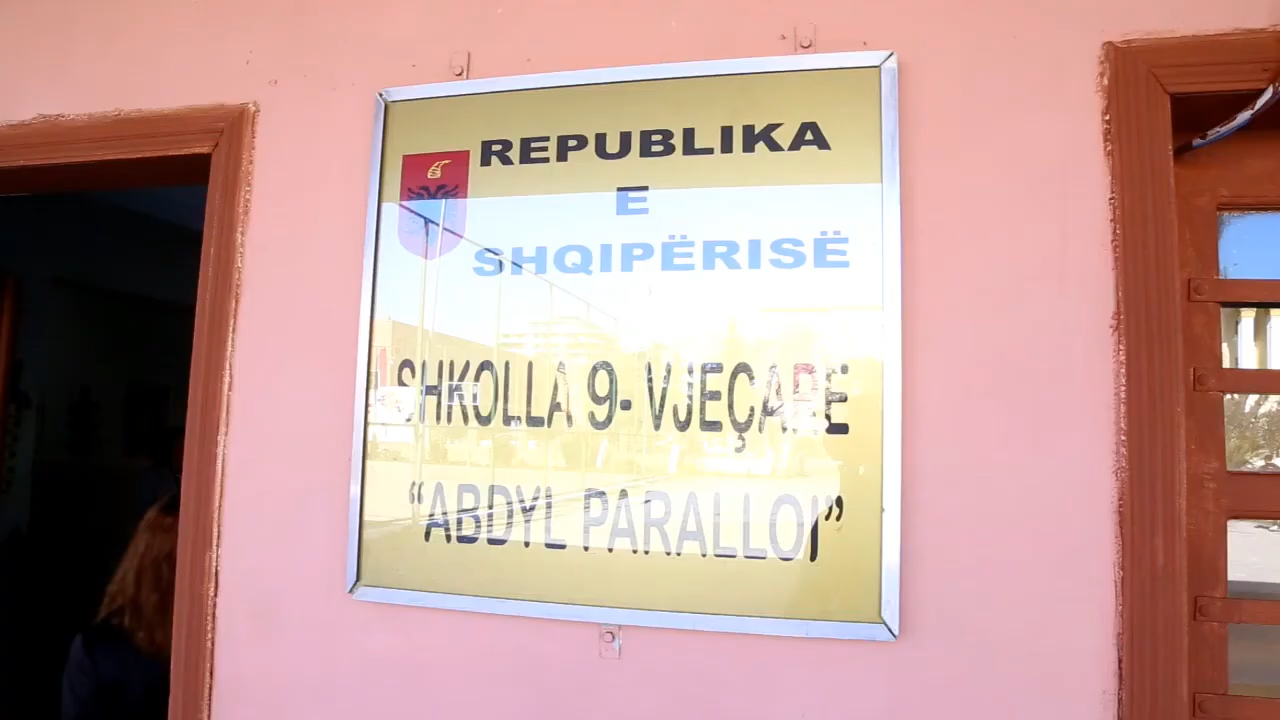 REPUBLIKA
E
SHQIPËRISË
SHKOLLA 9- VJEÇARE
“ABDYL PARALLOI”